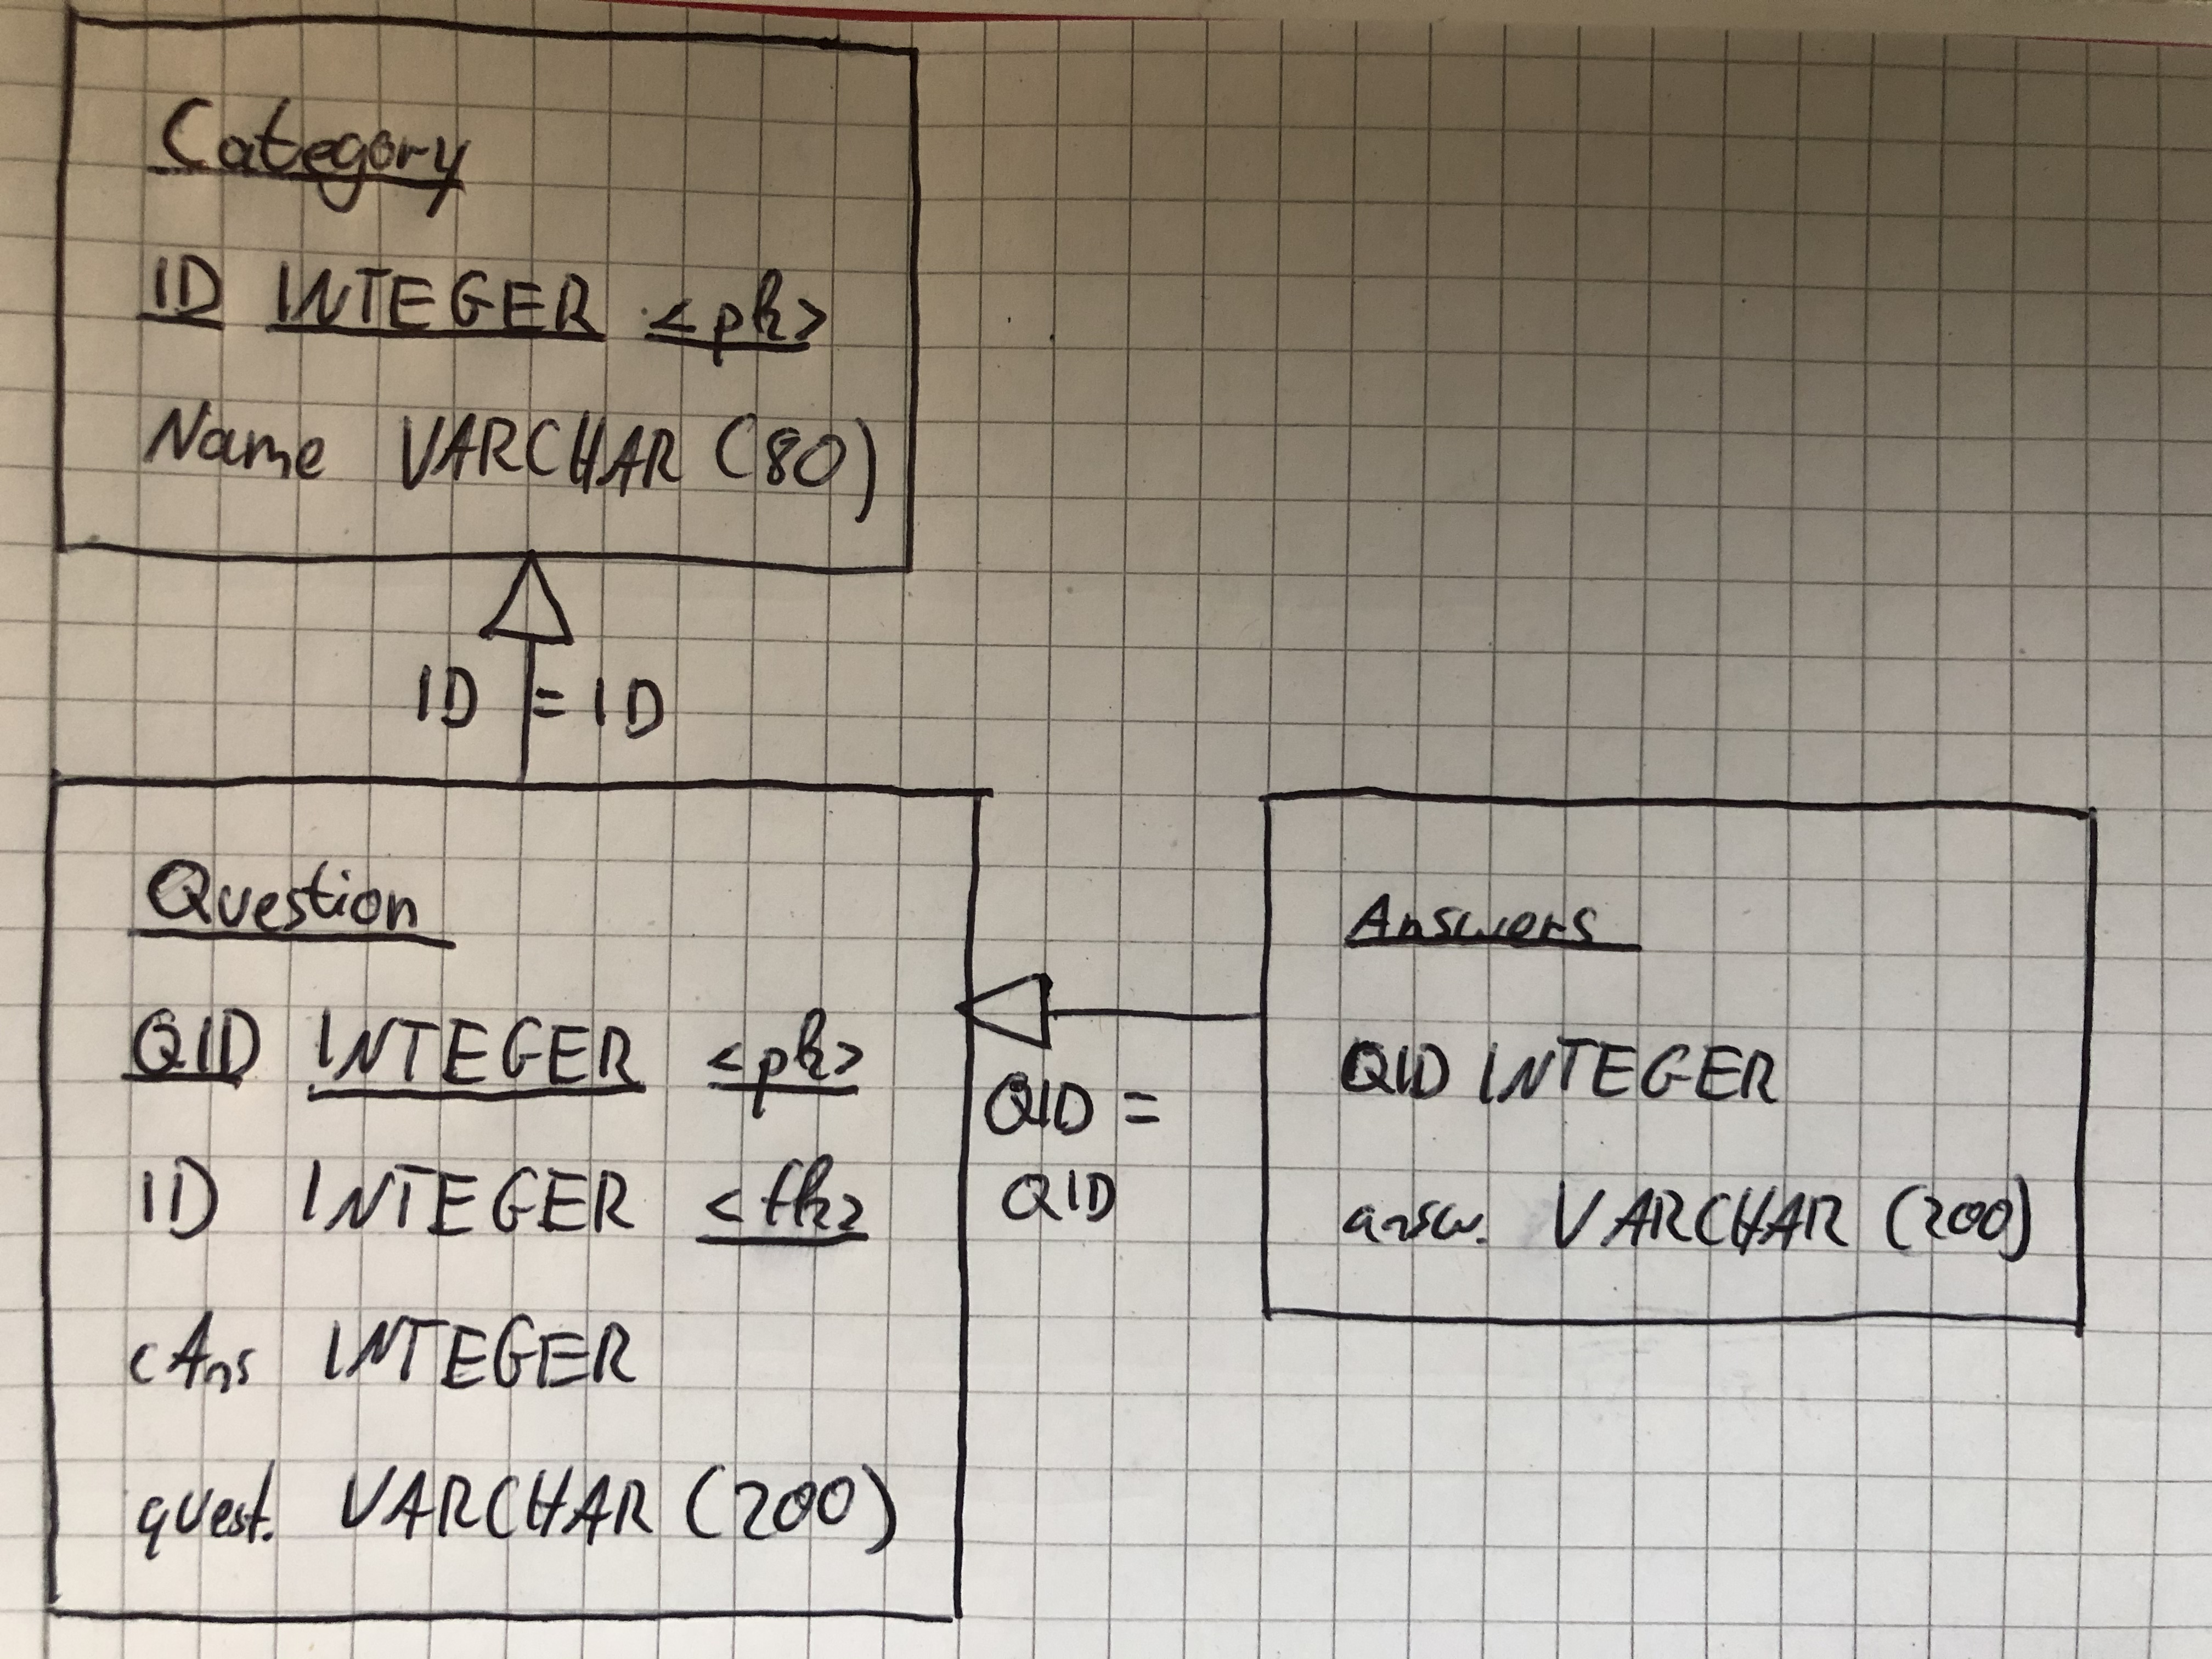 Category
ID INTEGER <pk>
Name VARCHAR (80)
ID = ID
Question
QID INTEGER <pk>
ID INTEGER <fk>
cAns INTEGER
quest. VARCHAR (200)
QID =
QID
Answers
QID INTEGER
answ. VARCHAR (200)